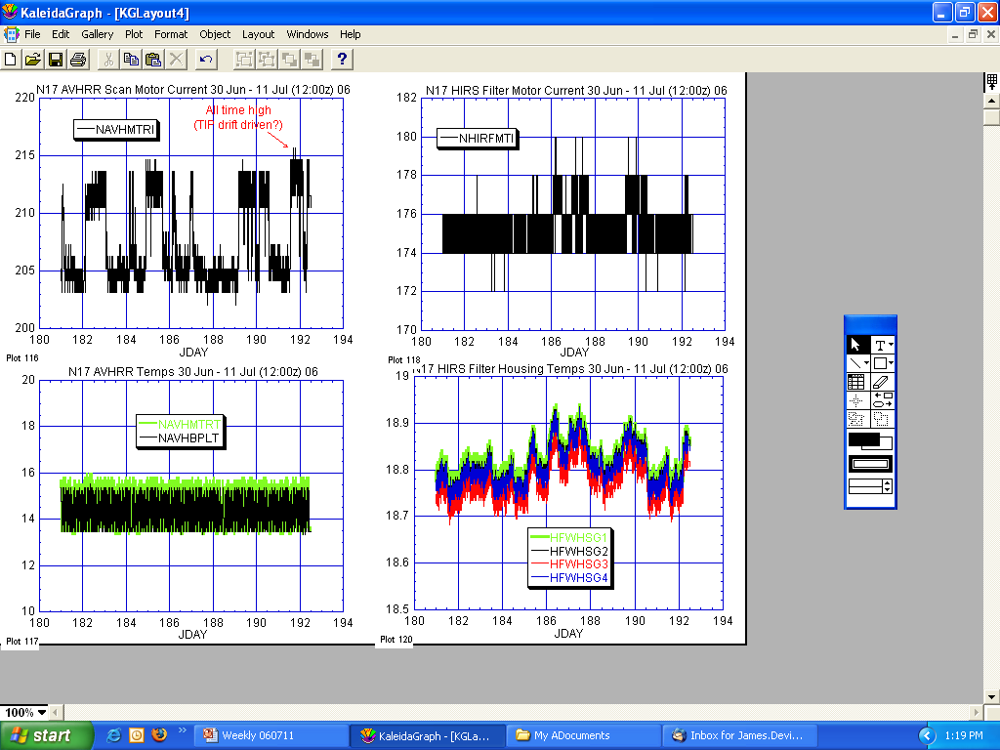 KaleidaGraph - [KGLayout4]
File Edit Gallery Plot Format Object Layout Windows Help
N17 AVHRR Scan Motor Current 30 Jun - 11 Jul (12:00z) 06
220
215
210
205
200
All time high
(TIP drift driven?)
NAVHMTRI
180 182 184 186 188 190 192 194
JDAY
Plot 116
N17 HIRS Filter Motor Current 30 Jun - 11 Jul (12:00z) 06
182
180
178
176
174
172
170
NHIRFMTI
180 182 184 186 188 190 192 194
JDAY
Plot 118
N17 AVHRR Temps 30 Jun - 11 Jul (12:00z) 06
20
18
16
14
12
10
NAVHMTRT
NAVHBPLT
180 182 184 186 188 190 192 194
JDAY
Plot 117
17 HIRS Filter Housing Temps 30 Jun - 11 Jul (12:00z) 06
19
18.9
18.8
18.7
18.6
18.5
HFWHSG1
HFWHSG2
HFWHSG3
HFWHSG4
180 182 184 186 188 190 192 194
JDAY
Plot 120
T
100%
start
Weekly 060711
KaleidaGraph - [KGLa...
My ADocuments
Inbox for James.Devi...
1:19 PM